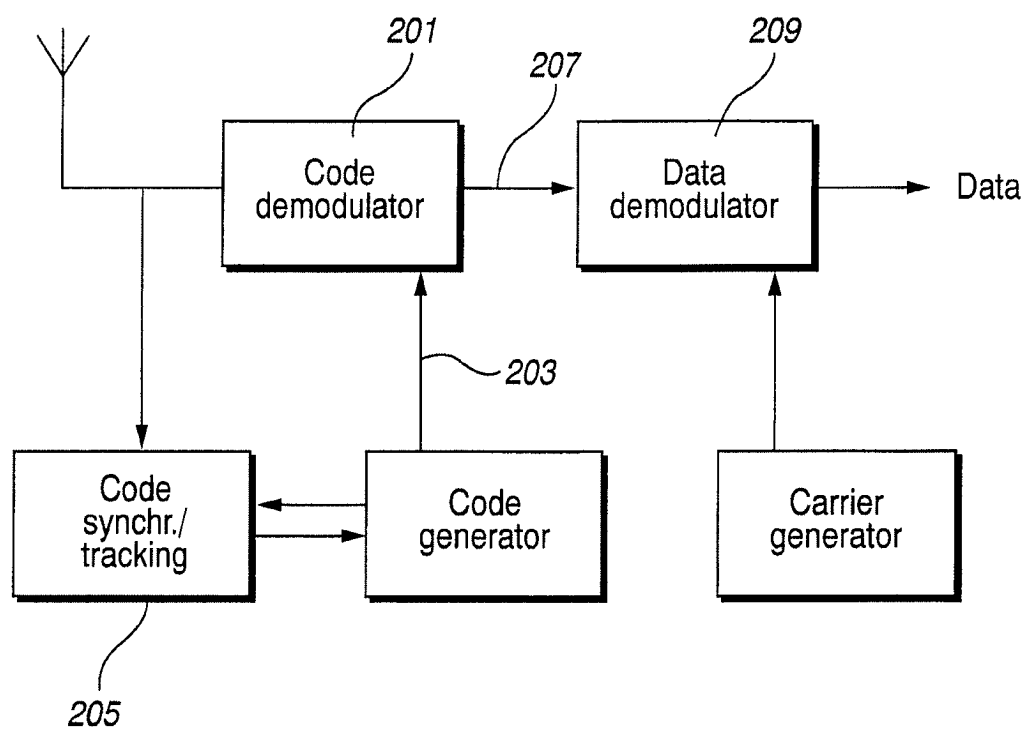 201
209
207
Code
demodulator
Data
demodulator
Data
203
Code
synchr./
tracking
Code
generator
Carrier
generator
205